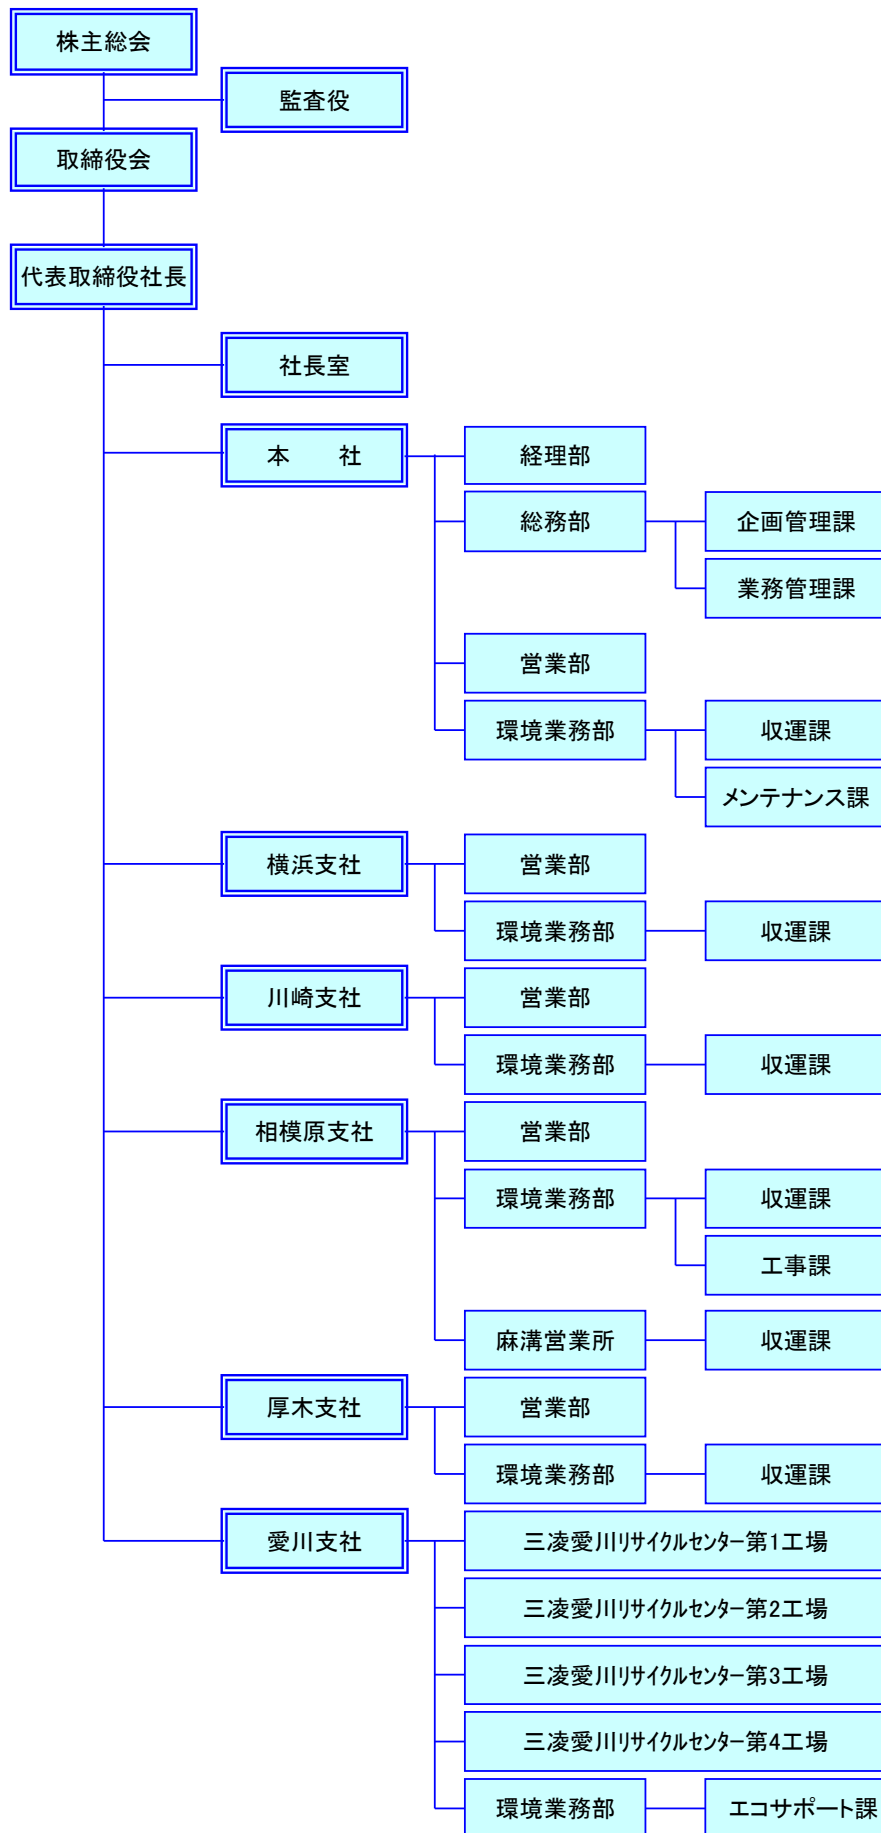 株主総会
監査役
取締役会
代表取締役社長
社長室
本　　社
経理部
総務部
企画管理課
業務管理課
営業部
環境業務部
収運課
メンテナンス課
横浜支社
営業部
環境業務部
収運課
川崎支社
営業部
環境業務部
収運課
相模原支社
営業部
環境業務部
収運課
工事課
麻溝営業所
収運課
厚木支社
営業部
環境業務部
収運課
愛川支社
三凌愛川ﾘｻｲｸﾙｾﾝﾀｰ第1工場
三凌愛川ﾘｻｲｸﾙｾﾝﾀｰ第2工場
三凌愛川ﾘｻｲｸﾙｾﾝﾀｰ第3工場
三凌愛川ﾘｻｲｸﾙｾﾝﾀｰ第4工場
環境業務部
エコサポート課